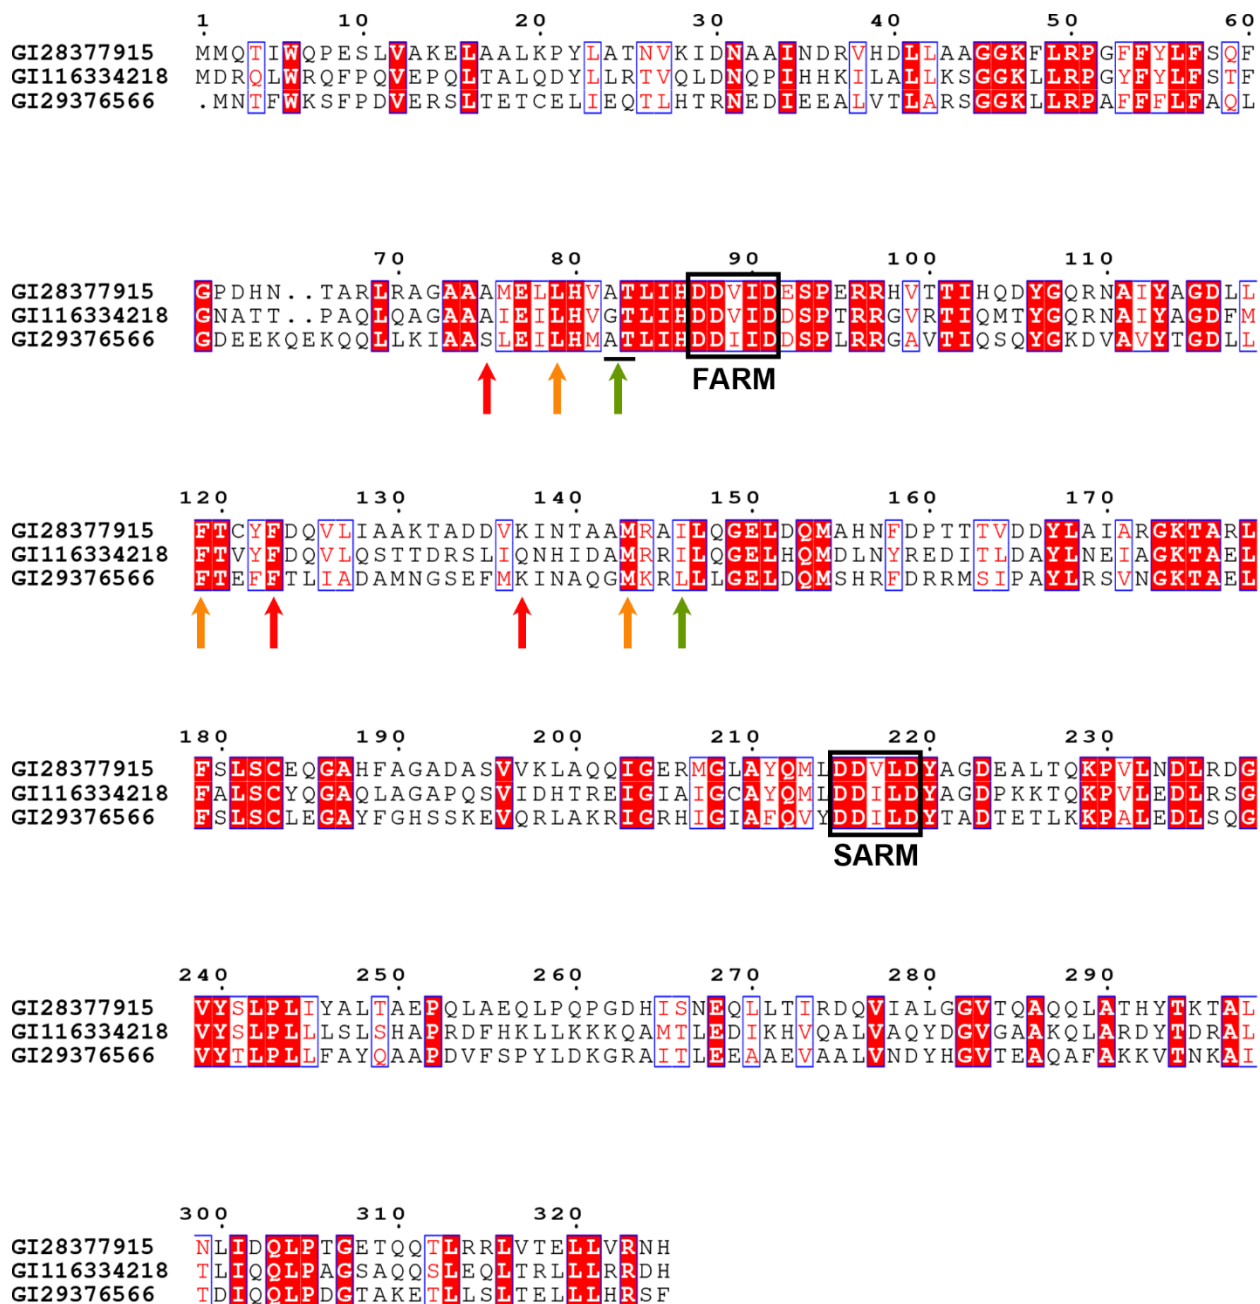 1 10 20 30 40 50 60
GI28377915 MMQTIWQPESLVAKELAALKPYLATNVKIDNAAINDRVHDLLAAGGKFLRPGFFYLFSQF
GI116334218 MDRQLWRQFPQVEPQLTALQDYLLRTVQLDNQPIHHKILALLKSGGKLLRPGYFYLFSTF
GI29376566 .MNTFWKSFPDVERSLTETCELIEQTLHTRNEDIEEALVTLARSGGKLLRPAFFFLFAQL
70 80 90 100 110
GI28377915 GPDHN..TARLRAGAAAMELLHVATLIHDDVIDESPERRHVTTIHQDYGQRNAIYAGDLL
GI116334218 GNATT..PAQLQAGAAAIEILHVGTLIHDDVIDDSPTRRGVRTIQMTYGQRNAIYAGDFM
GI29376566 GDEEKQEKQQLLKIAASLEILHMATLIHDDIIDDSPLRRGAVTIQSQYGKDVAVYTGDLL
FARM
120 130 140 150 160 170
GI28377915 FTCYFDQVLIAAKTADDVKINTAAMRAILQGELDQMAHNFDPTTTVDDYLAIARGKTARL
GI116334218 FTVYFDQVLQSTTDRSLIQNHIDAMRRILQGELHQMDLNYREDITLDAYLNEIAGKTAEL
GI29376566 FTEFFTLIADAMNGSEFMKINAQGMKRLLLGELDQMSHRFDRRMSIPAYLRSVNGKTAEL
180 190 200 210 220 230
GI28377915 FSLSCEQGAHFAGADASVVKLAQQIGERMGLAYQMLDDVLDYAGDEALTQKPVLNDLRDG
GI116334218 FALSCYQGAQLAGAPQSVIDHTREIGIAIGCAYQMLDDILDYAGDPKKTQKPVLEDLRSG
GI29376566 FSLSCLEGAYFGHSSKEVQRLAKRIGRHIGIAFQVYDDILDYTADTETLKKPALEDLSQG
SARM
240 250 260 270 280 290
GI28377915 VYSLPLIYALTAEPQLAEQLPQPGDHISNEQLLTIRDQVIALGGVTQAQQLATHYTKTAL
GI116334218 VYSLPLLLSLSHAPRDFHKLLKKKQAMTLEDIKHVQALVAQYDGVGAAKQLARDYTDRAL
GI29376566 VYTLPLLFAYQAAPDVFSPYLDKGRAITLEEAAEVAALVNDYHGVTEAQAFAKKVTNKAI
300 310 320
GI28377915 NLIDQLPTGETQQTLRRLVTELLVRNH
GI116334218 TLIQQLPAGSAQQSLEQLTRLLLRRDH
GI29376566 TDIQQLPDGTAKETLLSLTELLLHRSF